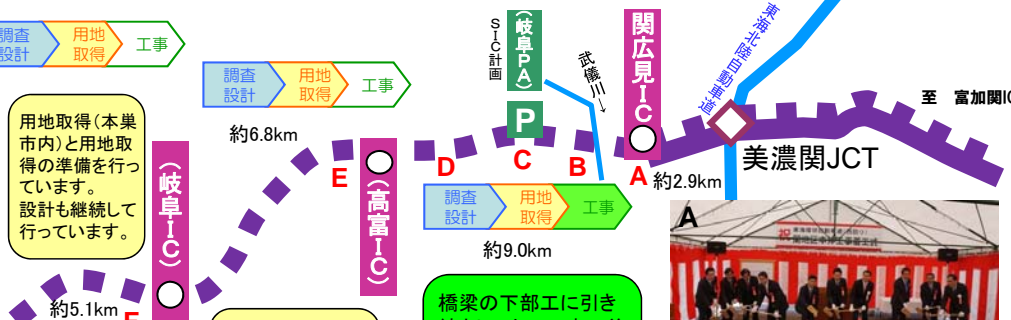 調査
設計
用地
取得
工事
調査
設計
用地
取得
工事
約6.8km
用地取得(本巣
市内)と用地取
得の準備を行っ
ています。
設計も継続して
行っています。
(岐阜IC)
約5.1km
F
E
(高富IC)
D
C
B
A
SIC計画
(岐阜PA)
P
武儀川→
関広見IC
調査
設計
用地
取得
工事
約9.0km
橋梁の下部工に引き
約2.9km
東海北陸自動車道
美濃関JCT
至 富加関IC
A
祝